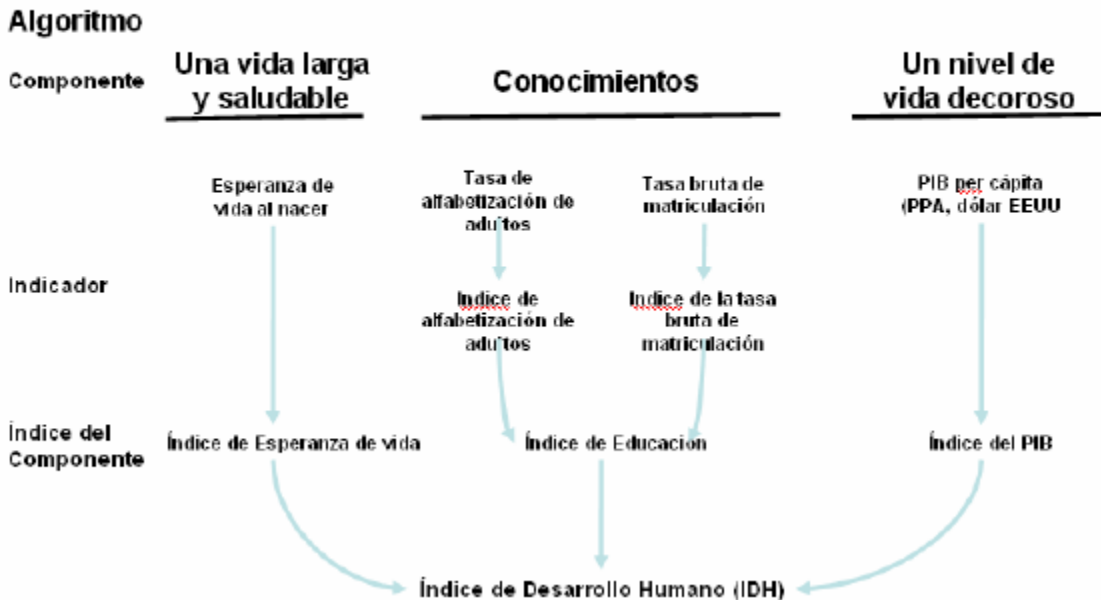 Algoritmo
Componente
Una vida larga
y saludable
Conocimientos
Un nivel de
vida decoroso
Esperanza de
vida al nacer
Tasa de
alfabetización de
adultos
Tasa bruta de
matriculación
PIB per cápita
(PPA, dólar EEUU
Indicador
Indice de
alfabetización de
adultos
Indice de la tasa
bruta de
matriculación
Índice del
Componente
Índice de Esperanza de vida
Índice de Educación
Índice del PIB
Índice de Desarrollo Humano (IDH)